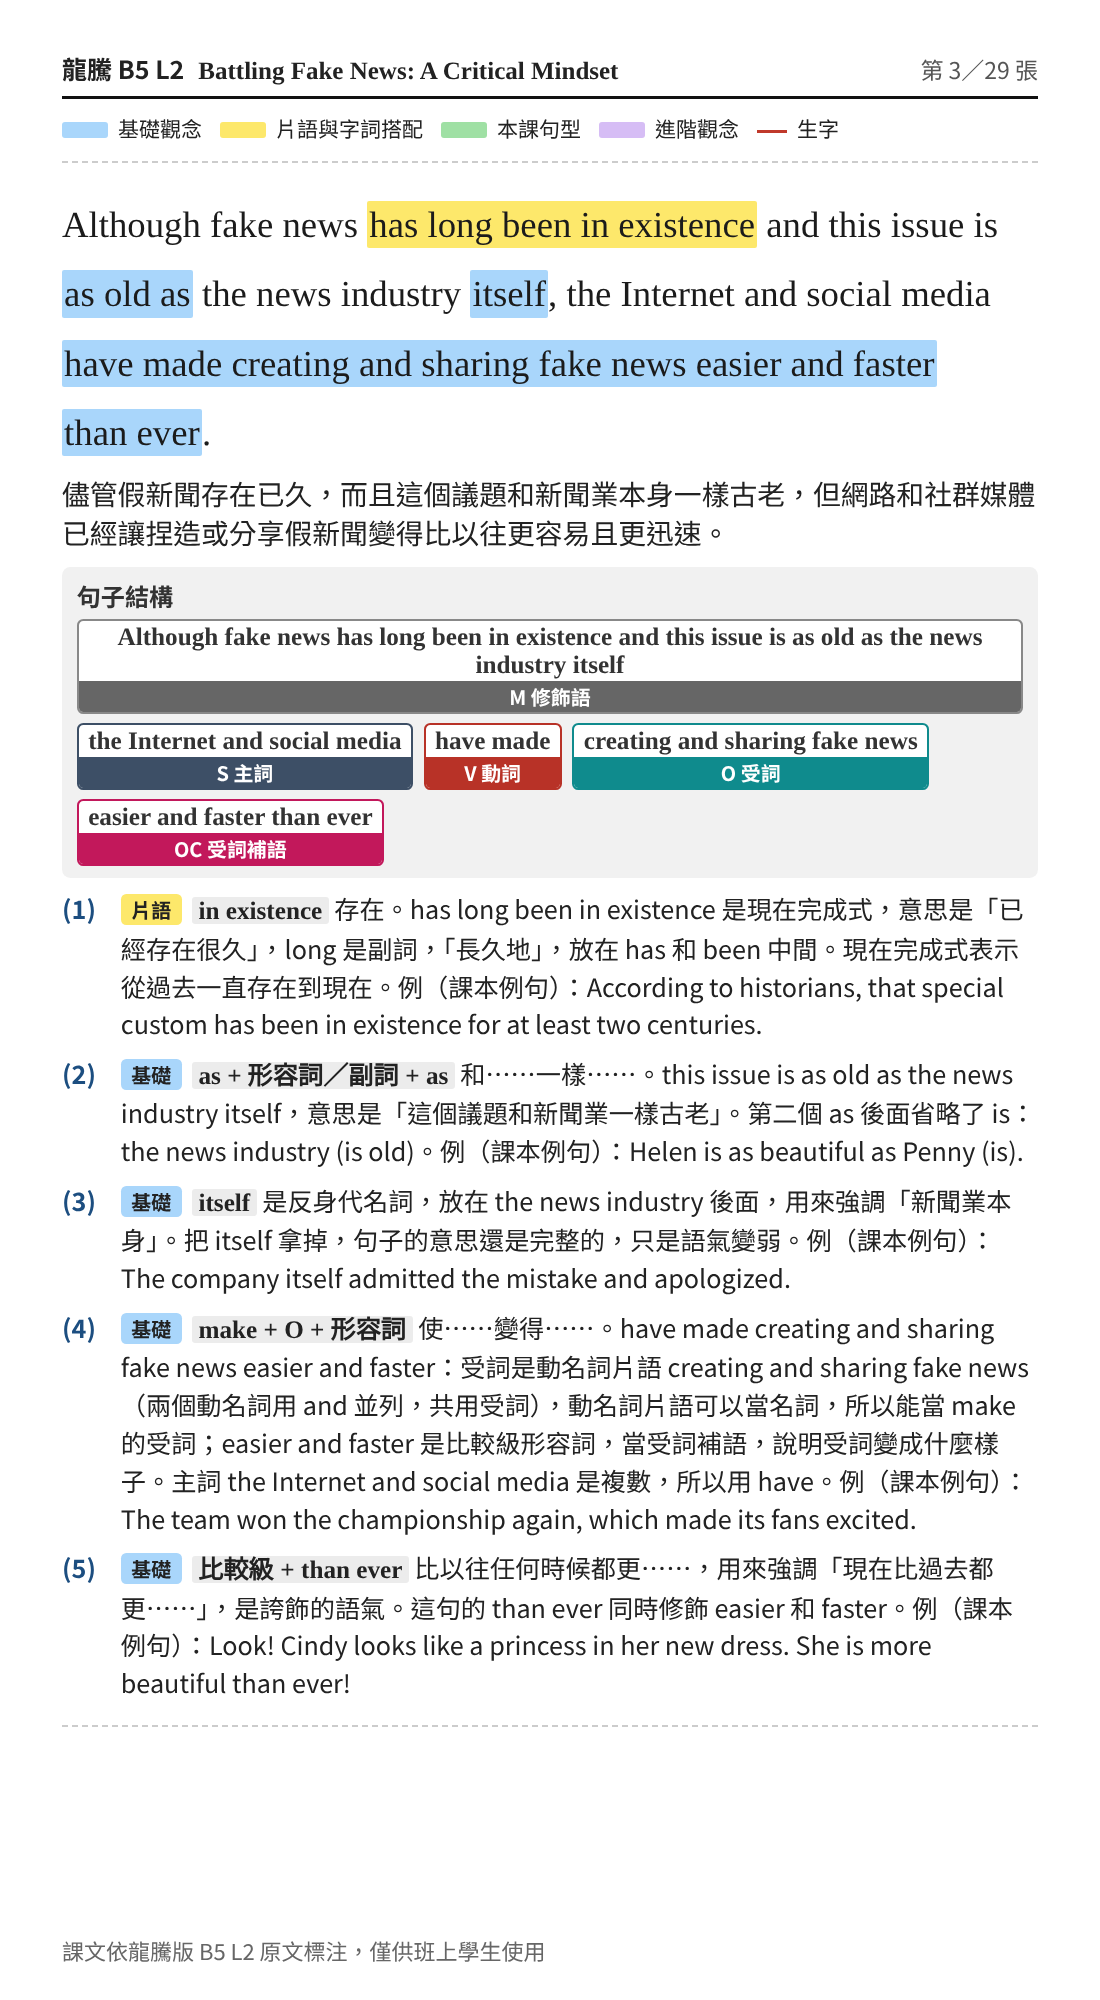 龍騰 B5 L2 Battling Fake News: A Critical Mindset 第 3／29 張
基礎觀念 片語與字詞搭配 本課句型 進階觀念 生字
Although fake news has long been in existence and this issue is
as old as the news industry itself, the Internet and social media
have made creating and sharing fake news easier and faster
than ever.
儘管假新聞存在已久，而且這個議題和新聞業本身一樣古老，但網路和社群媒體
已經讓捏造或分享假新聞變得比以往更容易且更迅速。
句子結構
Although fake news has long been in existence and this issue is as old as the news
industry itself
M 修飾語
the Internet and social media have made creating and sharing fake news
S 主詞 V 動詞 O 受詞
easier and faster than ever
OC 受詞補語
(1) 片語 in existence 存在。has long been in existence 是現在完成式，意思是「已
經存在很久」，long 是副詞，「長久地」，放在 has 和 been 中間。現在完成式表示
從過去一直存在到現在。例（課本例句）：According to historians, that special
custom has been in existence for at least two centuries.
(2) 基礎 as + 形容詞／副詞 + as 和⋯⋯一樣⋯⋯。this issue is as old as the news
industry itself，意思是「這個議題和新聞業一樣古老」。第二個 as 後面省略了 is：
the news industry (is old)。例（課本例句）：Helen is as beautiful as Penny (is).
(3) 基礎 itself 是反身代名詞，放在 the news industry 後面，用來強調「新聞業本
身」。把 itself 拿掉，句子的意思還是完整的，只是語氣變弱。例（課本例句）：
The company itself admitted the mistake and apologized.
(4) 基礎 make + O + 形容詞 使⋯⋯變得⋯⋯。have made creating and sharing
fake news easier and faster：受詞是動名詞片語 creating and sharing fake news
（兩個動名詞用 and 並列，共用受詞），動名詞片語可以當名詞，所以能當 make
的受詞；easier and faster 是比較級形容詞，當受詞補語，說明受詞變成什麼樣
子。主詞 the Internet and social media 是複數，所以用 have。例（課本例句）：
The team won the championship again, which made its fans excited.
(5) 基礎 比較級 + than ever 比以往任何時候都更⋯⋯，用來強調「現在比過去都
更⋯⋯」，是誇飾的語氣。這句的 than ever 同時修飾 easier 和 faster。例（課本
例句）：Look! Cindy looks like a princess in her new dress. She is more
beautiful than ever!
課文依龍騰版 B5 L2 原文標注，僅供班上學生使用